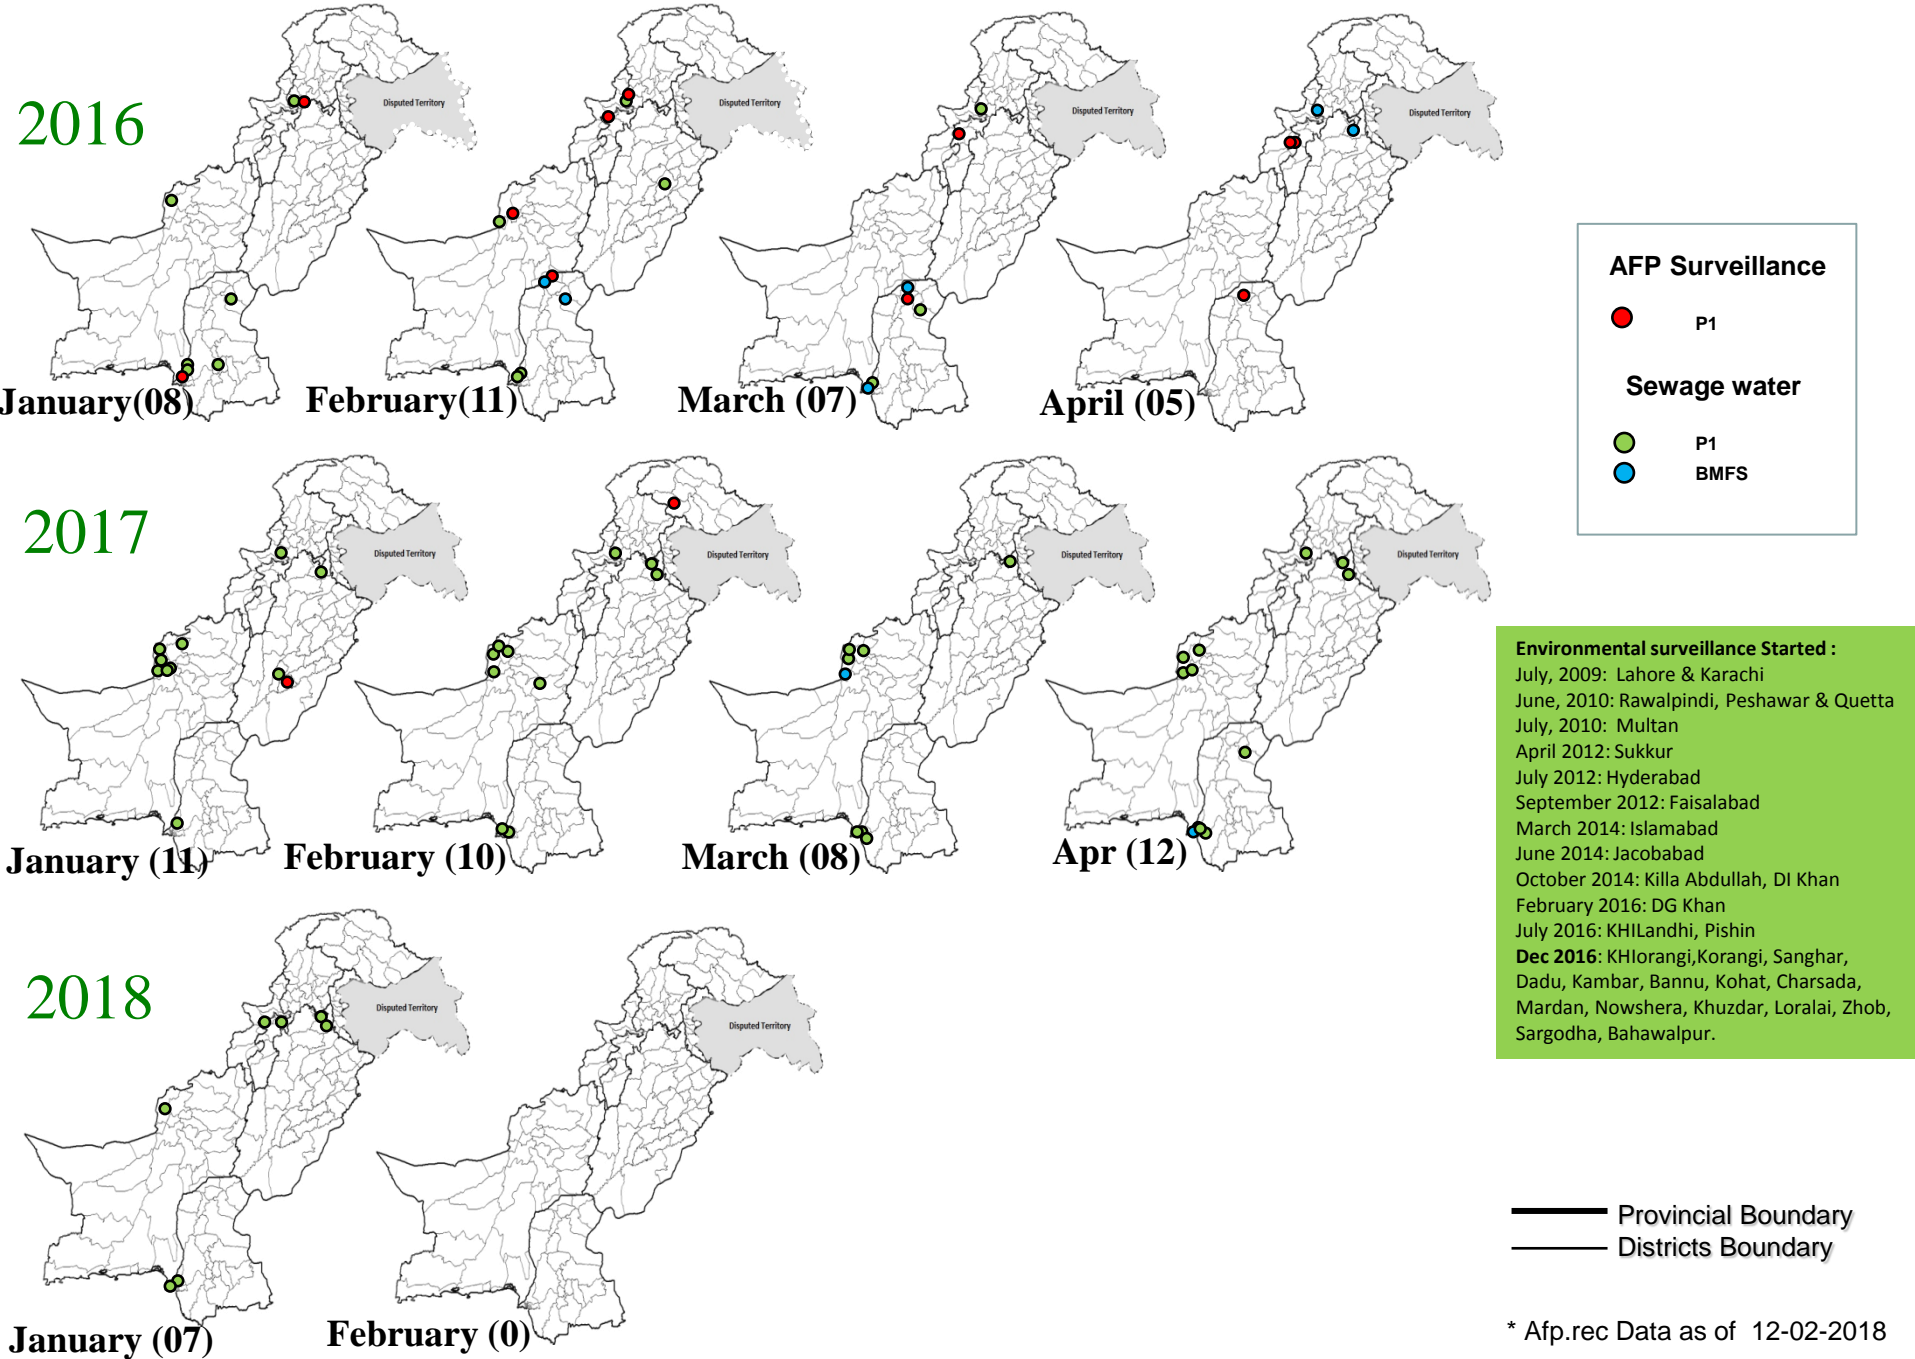 2016
Disputed Territory
Disputed Territory
Disputed Territory
Disputed Territory
January(08)
February(11)
March (07)
April (05)
AFP Surveillance
P1
Sewage water
P1
BMFS
2017
Disputed Territory
Disputed Territory
Disputed Territory
Disputed Territory
January (11)
February (10)
March (08)
Apr (12)
Environmental surveillance Started :
July, 2009: Lahore & Karachi
June, 2010: Rawalpindi, Peshawar & Quetta
July, 2010: Multan
April 2012: Sukkur
July 2012: Hyderabad
September 2012: Faisalabad
March 2014: Islamabad
June 2014: Jacobabad
October 2014: Killa Abdullah, DI Khan
February 2016: DG Khan
July 2016: KHILandhi, Pishin
Dec 2016: KHIorangi,Korangi, Sanghar,
Dadu, Kambar, Bannu, Kohat, Charsada,
Mardan, Nowshera, Khuzdar, Loralai, Zhob,
Sargodha, Bahawalpur.
2018
Disputed Territory
Disputed Territory
January (07)
February (0)
Provincial Boundary
Districts Boundary
* Afp.rec Data as of 12-02-2018